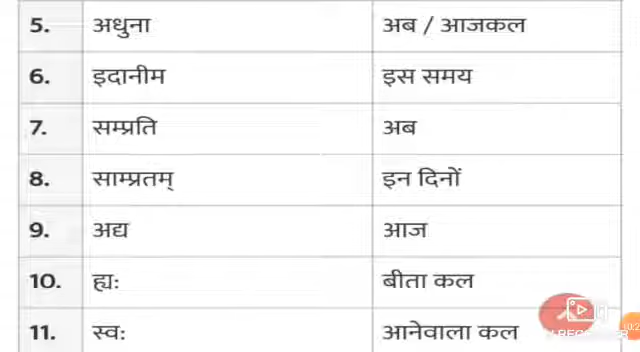 5. अधुना अब / आजकल
6. इदानीम इस समय
7. सम्प्रति अब
8. साम्प्रतम् इन दिनों
9. अद्य आज
10. ह्य: बीता कल
11. स्व: आनेवाला कल